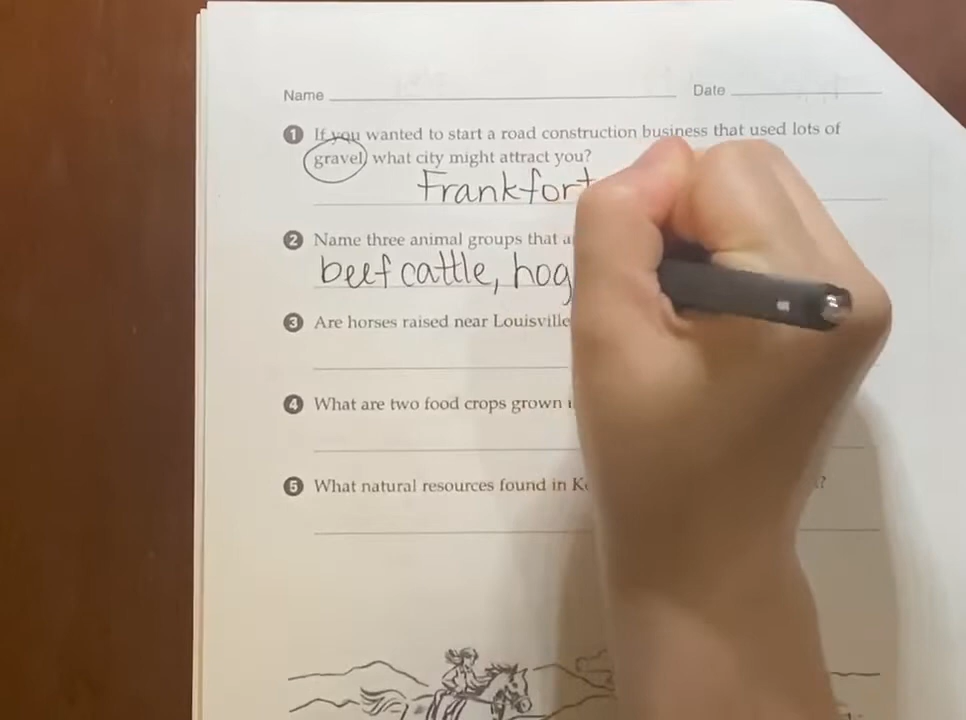 Name Date
1 If you wanted to start a road construction business that used lots of
gravel, what city might attract you?
Frankfort
2 Name three animal groups that
beef cattle, hog
3 Are horses raised near Louisville
4 What are two food crops grown
5 What natural resources found in